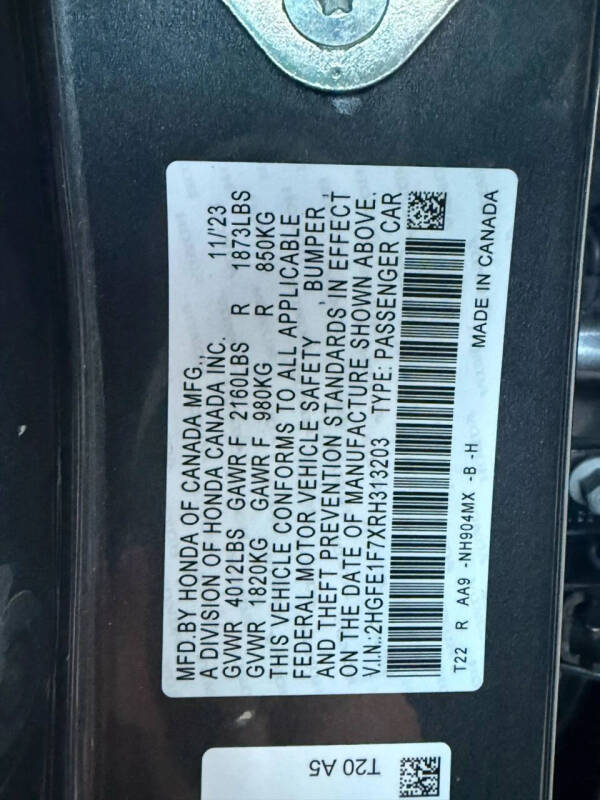 MFD.BY HONDA OF CANADA MFG.,
A DIVISION OF HONDA CANADA INC. 11/'23
GVWR 4012LBS GAWR F 2160LBS R 1873LBS
GVWR 1820KG GAWR F 980KG R 850KG
THIS VEHICLE CONFORMS TO ALL APPLICABLE
FEDERAL MOTOR VEHICLE SAFETY , BUMPER ,
AND THEFT PREVENTION STANDARDS IN EFFECT
ON THE DATE OF MANUFACTURE SHOWN ABOVE.
V.I.N.:2HGFE1F7XRH313203 TYPE: PASSENGER CAR
T22 R AA9 -NH904MX -B -H
MADE IN CANADA
T20 A5